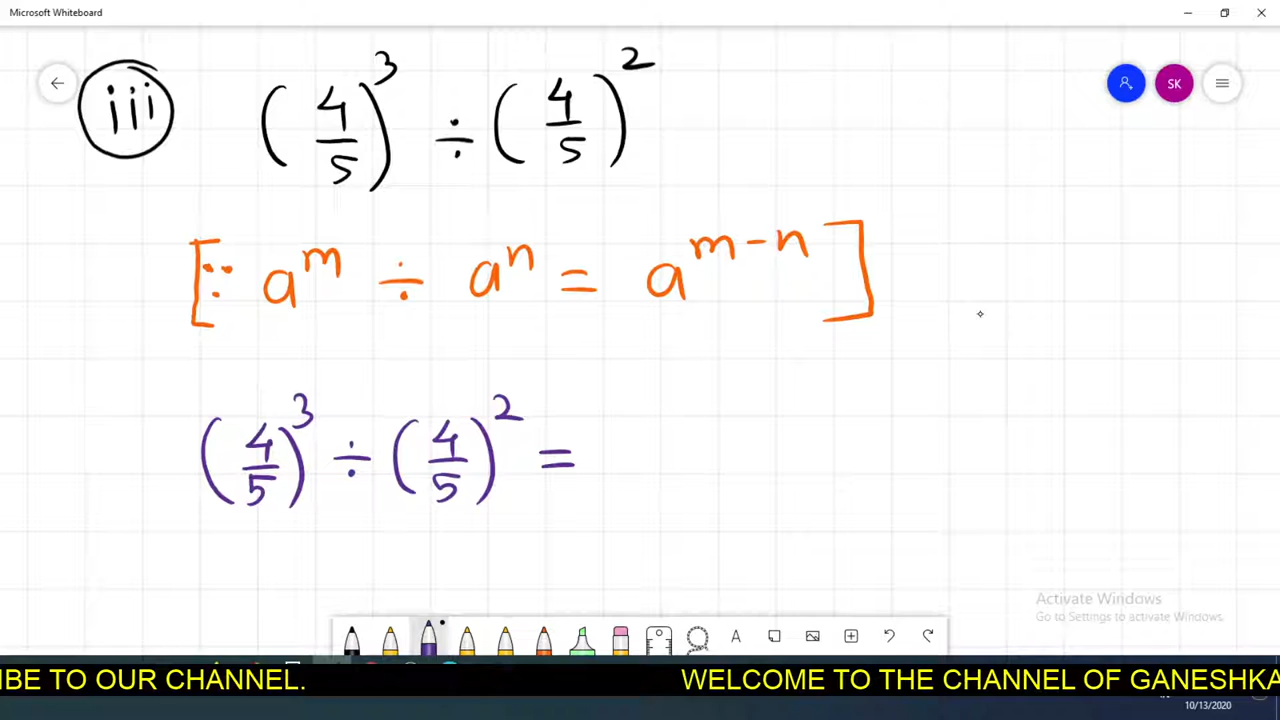 Microsoft Whiteboard
iii (4/5)^3 ÷ (4/5)^2
SK
[∵ a^m ÷ a^n = a^(m-n)]
(4/5)^3 ÷ (4/5)^2 =
Activate Windows
Go to Settings to activate Windows.
IBE TO OUR CHANNEL. WELCOME TO THE CHANNEL OF GANESHKA
10/13/2020